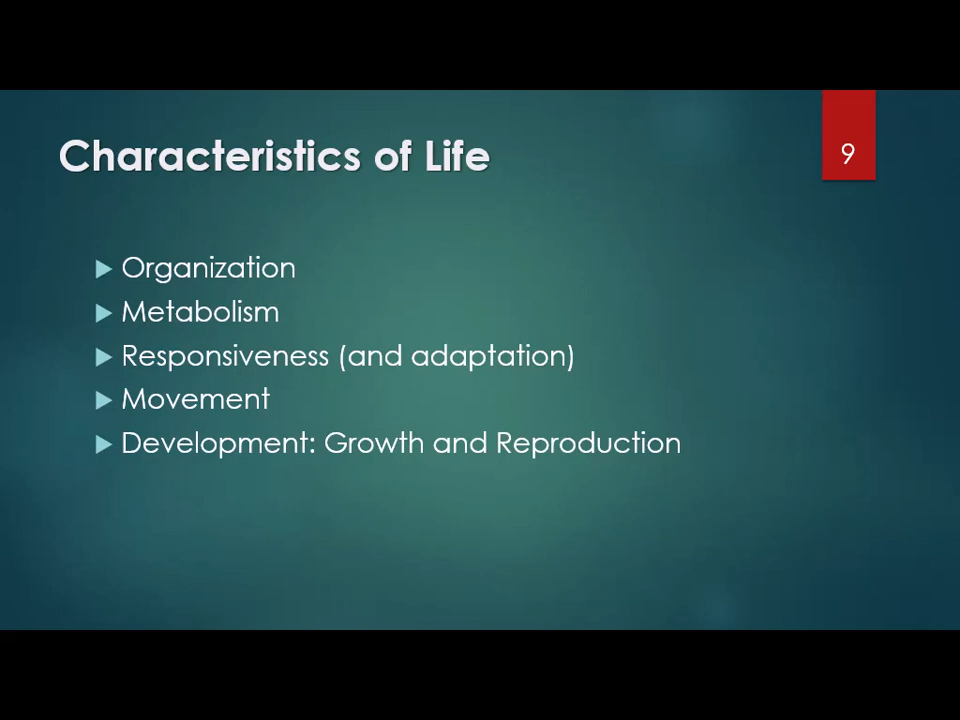 Characteristics of Life
9
Organization
Metabolism
Responsiveness (and adaptation)
Movement
Development: Growth and Reproduction